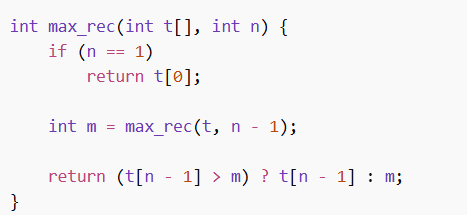 int max_rec(int t[], int n) {
    if (n == 1)
        return t[0];

    int m = max_rec(t, n - 1);

    return (t[n - 1] > m) ? t[n - 1] : m;
}